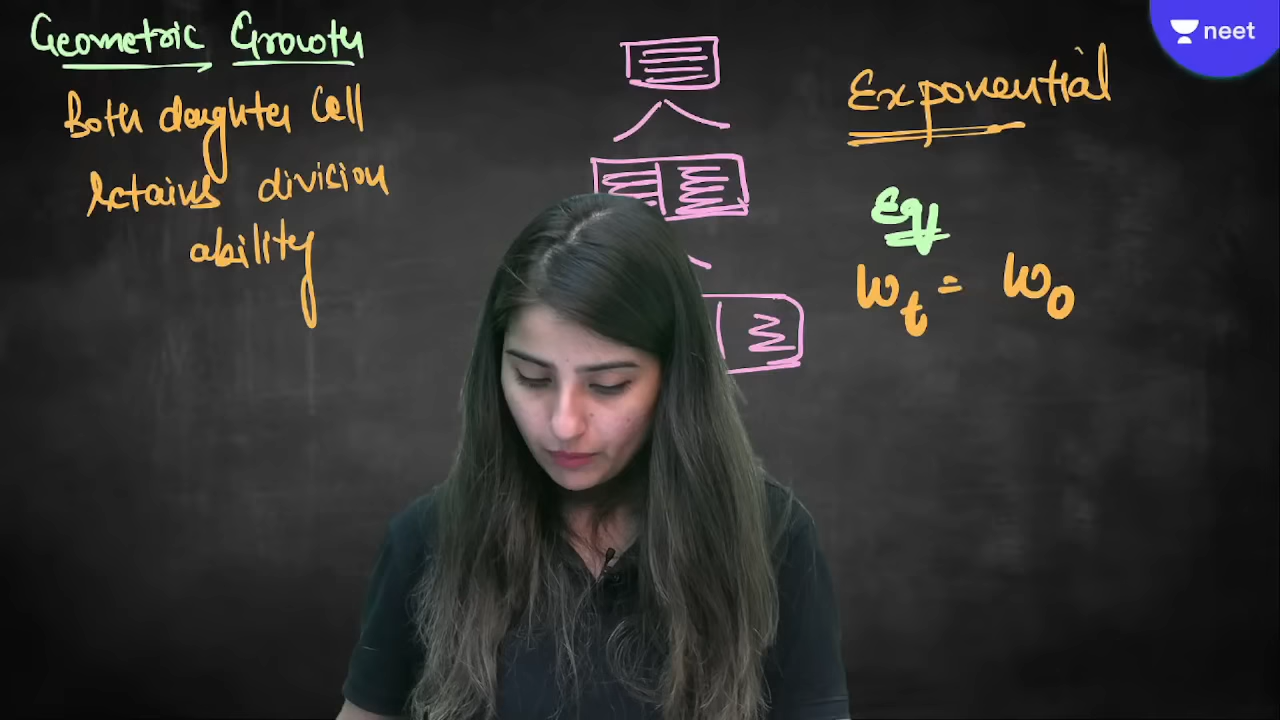 Geometric Growth
Both daughter Cell
retains division
ability
Exponential
Eq
Wt = W0
neet